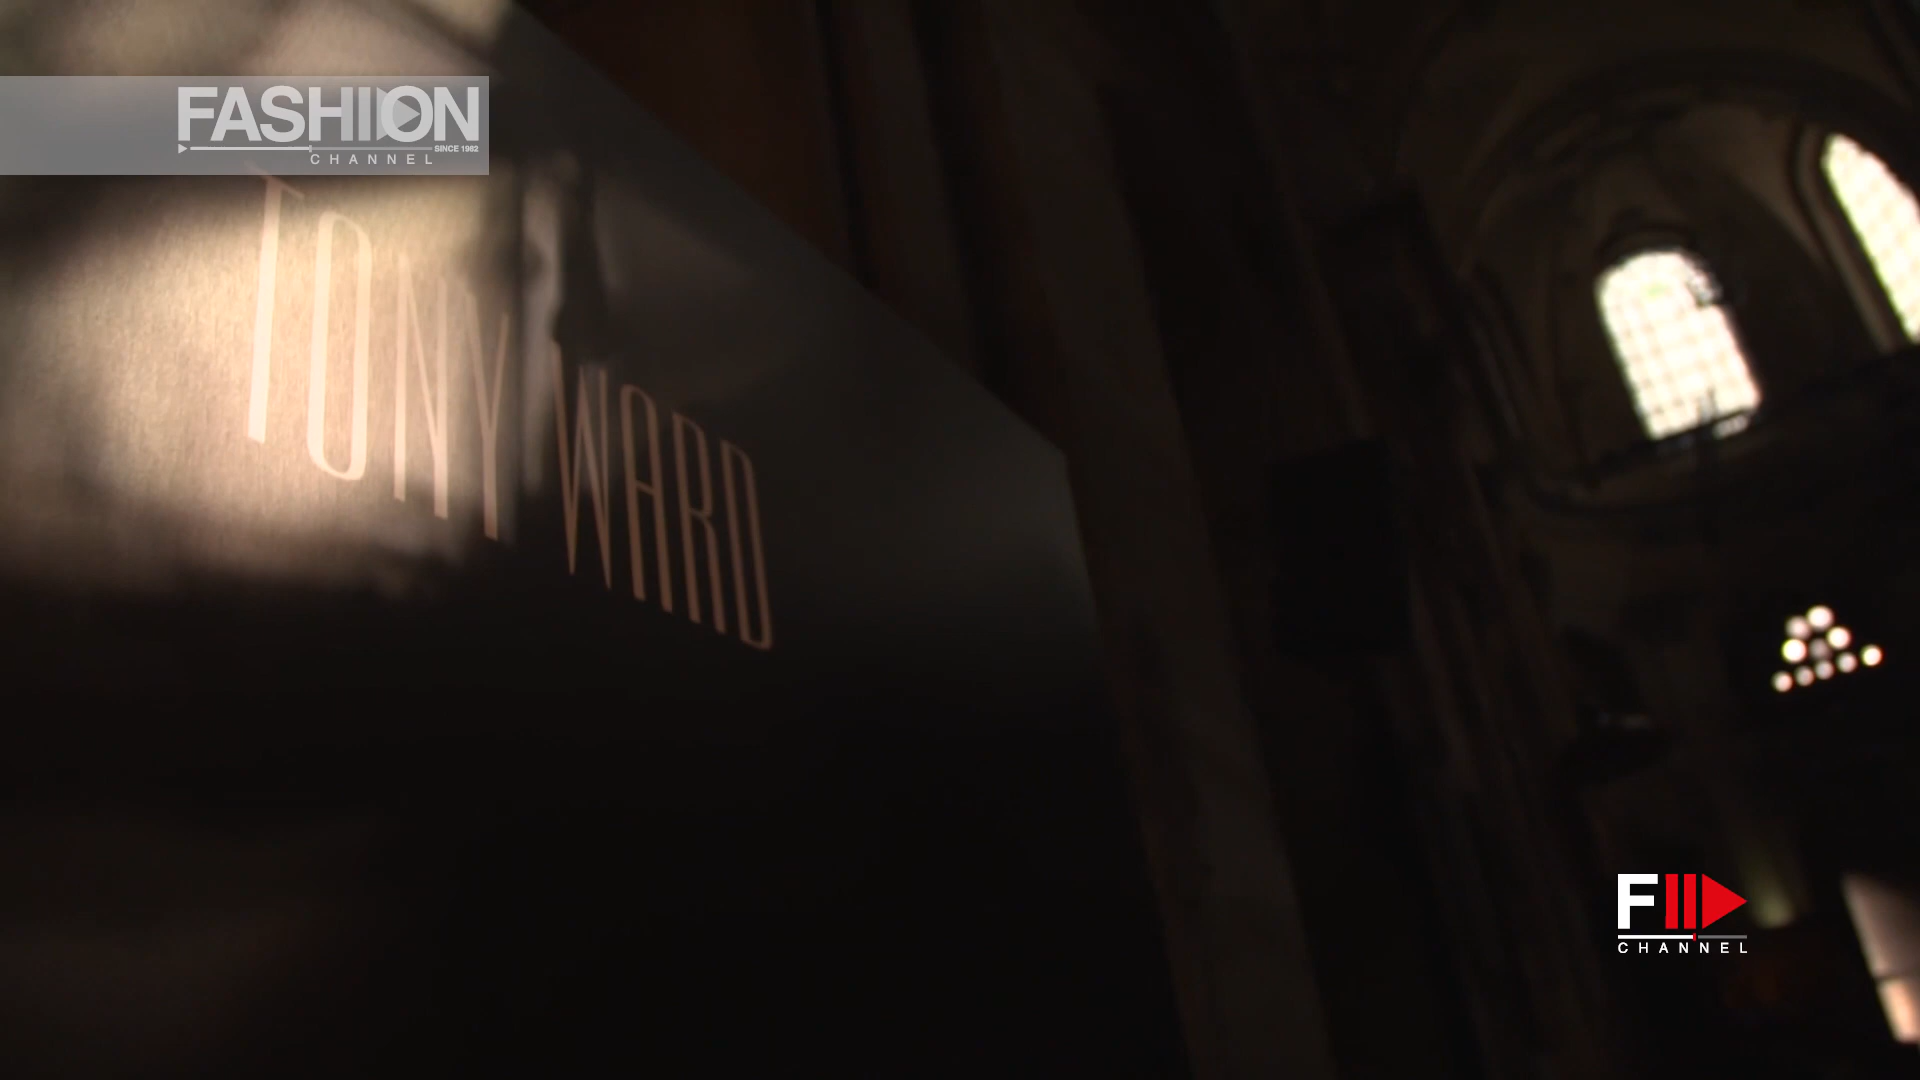 FASHION
SINCE 1982
CHANNEL
TONY WARD
F
CHANNEL